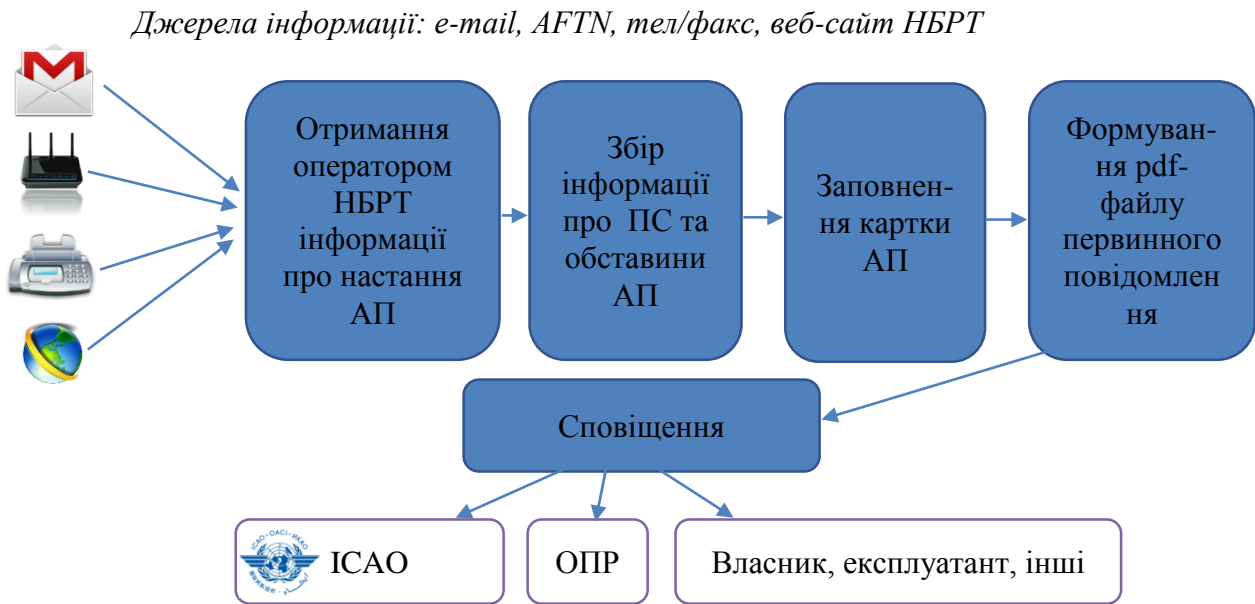 Джерела інформації: e-mail, AFTN, тел/факс, веб-сайт НБРТ
Отримання
оператором
НБРТ
інформації
про настання
АП
Збір
інформації
про ПС та
обставини
АП
Заповнен-
ня картки
АП
Формуван-
ня pdf-
файлу
первинного
повідомлен
ня
Сповіщення
ICAO
ОПР
Власник, експлуатант, інші